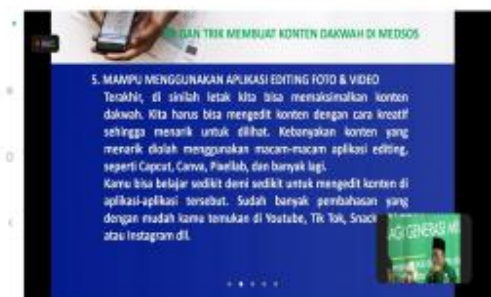 DAN TRIK MEMBUAT KONTEN DAKWAH DI MEDSOS
5. MAMPU MENGGUNAKAN APLIKASI EDITING FOTO & VIDEO
Terakhir, di sinilah letak kita bisa memaksimalkan konten
dakwah. Kita harus bisa mengedit konten dengan cara kreatif
sehingga menarik untuk dilihat. Kebanyakan konten yang
menarik diolah menggunakan macam-macam aplikasi editing,
seperti Capcut, Canva, Pixellab, dan banyak lagi.
Kamu bisa belajar sedikit demi sedikit untuk mengedit konten di
aplikasi-aplikasi tersebut. Sudah banyak pembahasan yang
dengan mudah kamu temukan di Youtube, Tik Tok, Snack
atau Instagram dll.
AGI GENERASI